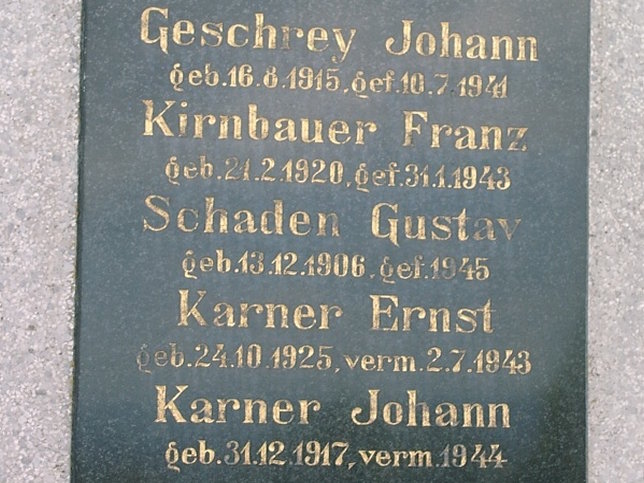 Geschrey Johann
geb.16.8.1915,gef.10.7.1941
Kirnbauer Franz
geb.21.2.1920,gef.31.1.1943
Schaden Gustav
geb.13.12.1906,gef.1945
Karner Ernst
geb.24.10.1925,verm.2.7.1943
Karner Johann
geb.31.12.1917,verm.1944